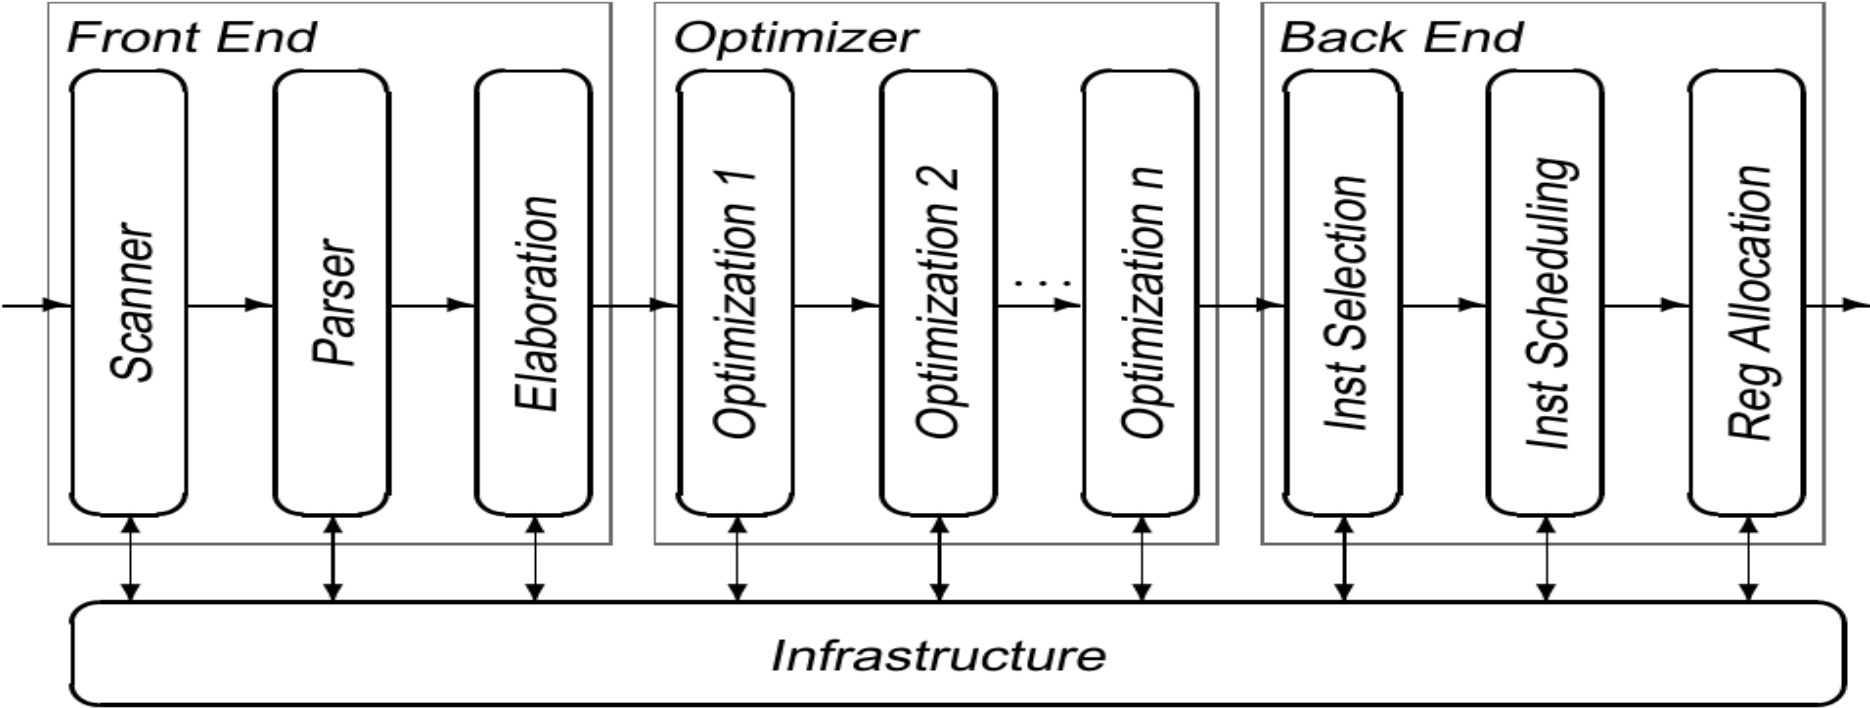 Front End
Scanner
Parser
Elaboration
Optimizer
Optimization 1
Optimization 2
...
Optimization n
Back End
Inst Selection
Inst Scheduling
Reg Allocation
Infrastructure